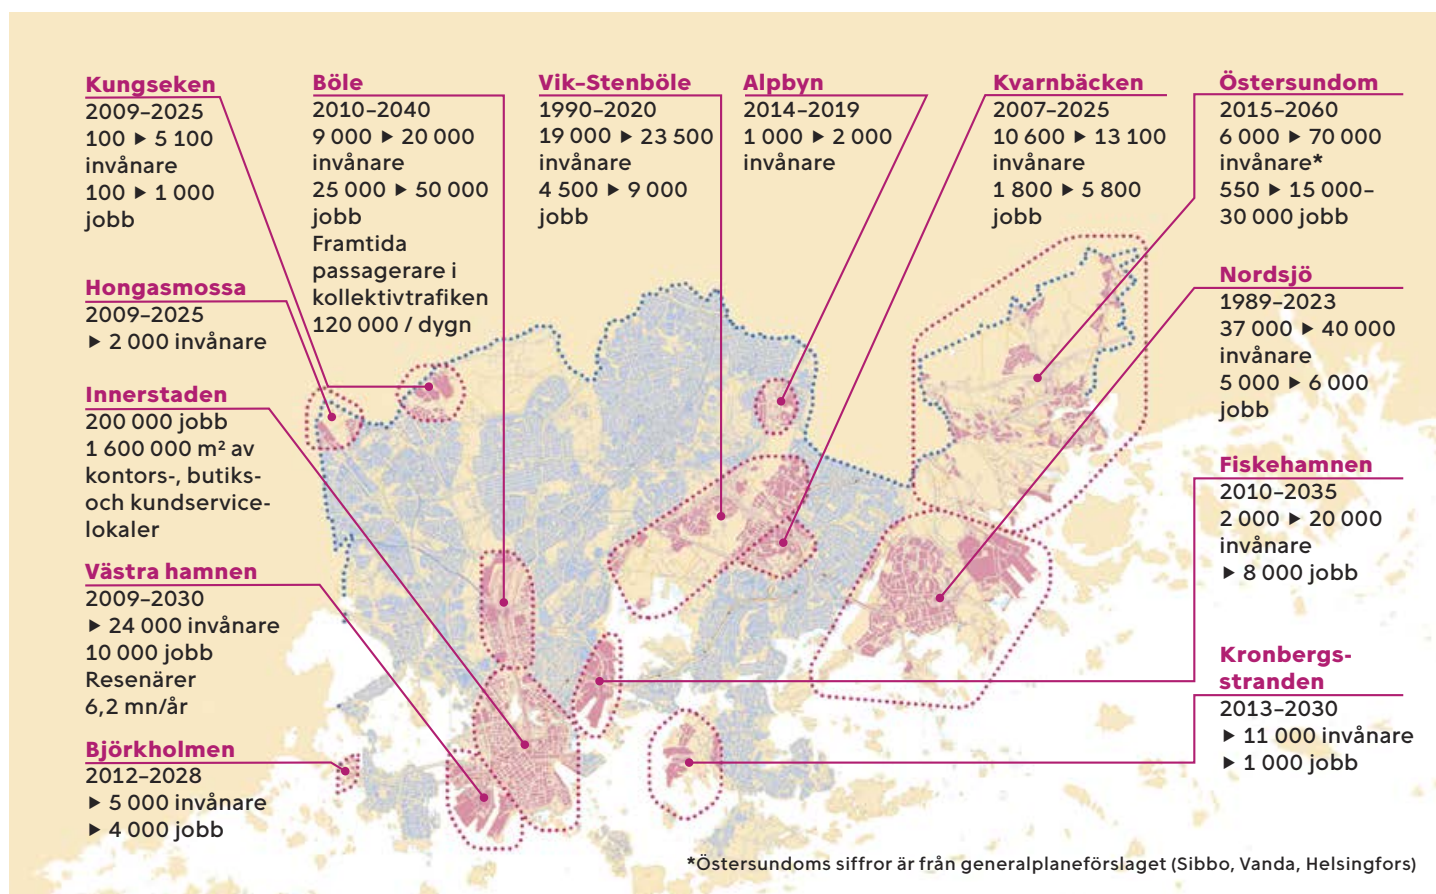 Kungseken
2009–2025
100 ▶ 5 100
invånare
100 ▶ 1 000
jobb
Hongasmossa
2009–2025
▶ 2 000 invånare
Innerstaden
200 000 jobb
1 600 000 m² av
kontors-, butiks-
och kundservice-
lokaler
Västra hamnen
2009–2030
▶ 24 000 invånare
10 000 jobb
Resenärer
6,2 mn/år
Björkholmen
2012–2028
▶ 5 000 invånare
▶ 4 000 jobb
Böle
2010–2040
9 000 ▶ 20 000
invånare
25 000 ▶ 50 000
jobb
Framtida
passagerare i
kollektivtrafiken
120 000 / dygn
Vik–Stenböle
1990–2020
19 000 ▶ 23 500
invånare
4 500 ▶ 9 000
jobb
Alpbyn
2014–2019
1 000 ▶ 2 000
invånare
Kvarnbäcken
2007–2025
10 600 ▶ 13 100
invånare
1 800 ▶ 5 800
jobb
Östersundom
2015–2060
6 000 ▶ 70 000
invånare*
550 ▶ 15 000–
30 000 jobb
Nordsjö
1989–2023
37 000 ▶ 40 000
invånare
5 000 ▶ 6 000
jobb
Fiskehamnen
2010–2035
2 000 ▶ 20 000
invånare
▶ 8 000 jobb
Kronbergs-
stranden
2013–2030
▶ 11 000 invånare
▶ 1 000 jobb
*Östersundoms siffror är från generalplaneförslaget (Sibbo, Vanda, Helsingfors)